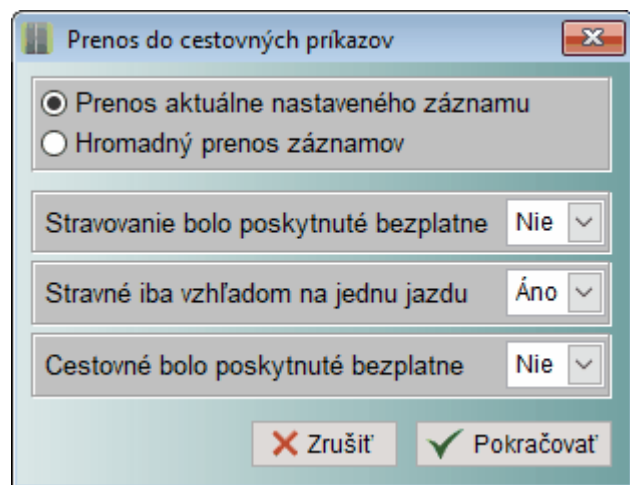 Prenos do cestovných príkazov
Prenos aktuálne nastaveného záznamu
Hromadný prenos záznamov
Stravovanie bolo poskytnuté bezplatne Nie
Stravné iba vzhľadom na jednu jazdu Áno
Cestovné bolo poskytnuté bezplatne Nie
Zrušiť Pokračovať